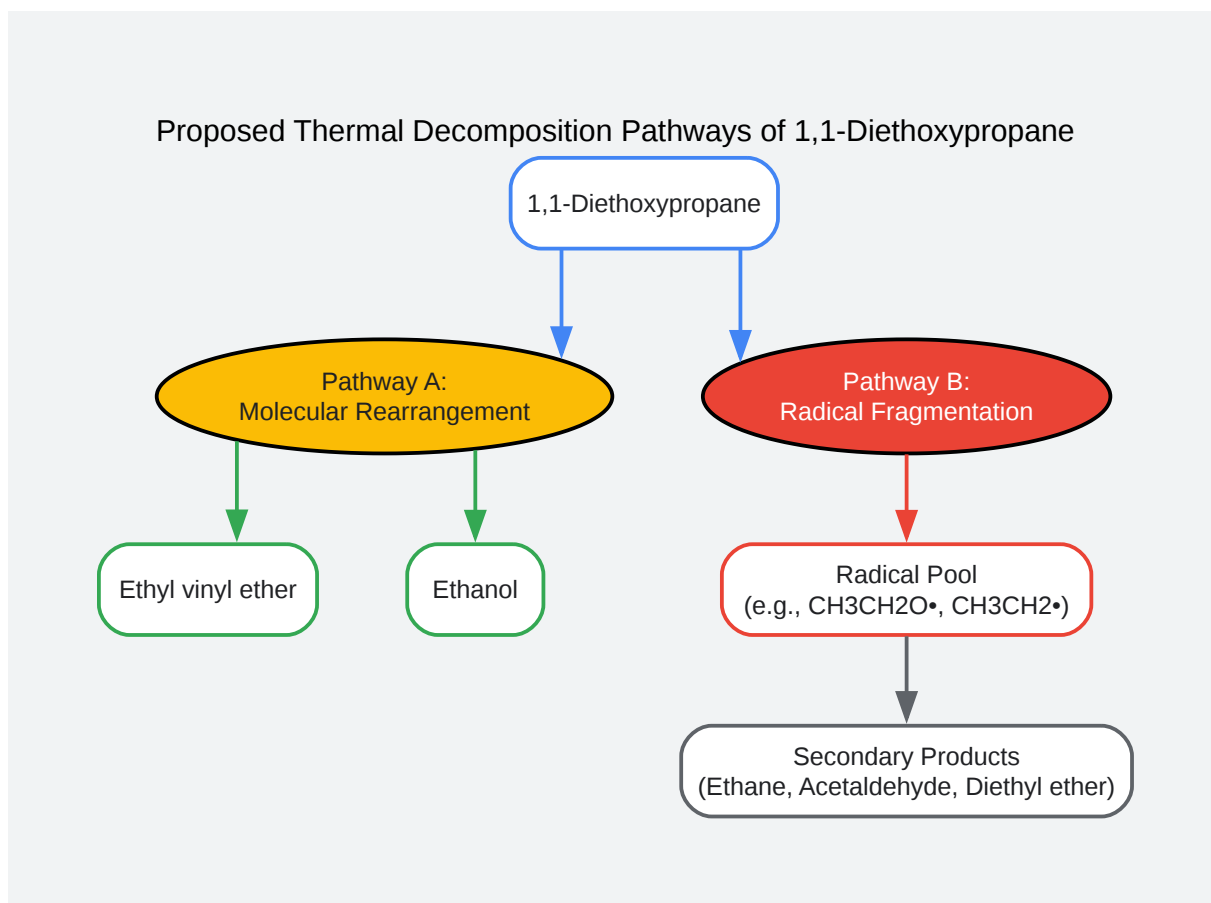 Proposed Thermal Decomposition Pathways of 1,1-Diethoxypropane
1,1-Diethoxypropane
Pathway A:
Molecular Rearrangement
Pathway B:
Radical Fragmentation
Ethyl vinyl ether
Ethanol
Radical Pool
(e.g., CH3CH2O•, CH3CH2•)
Secondary Products
(Ethane, Acetaldehyde, Diethyl ether)